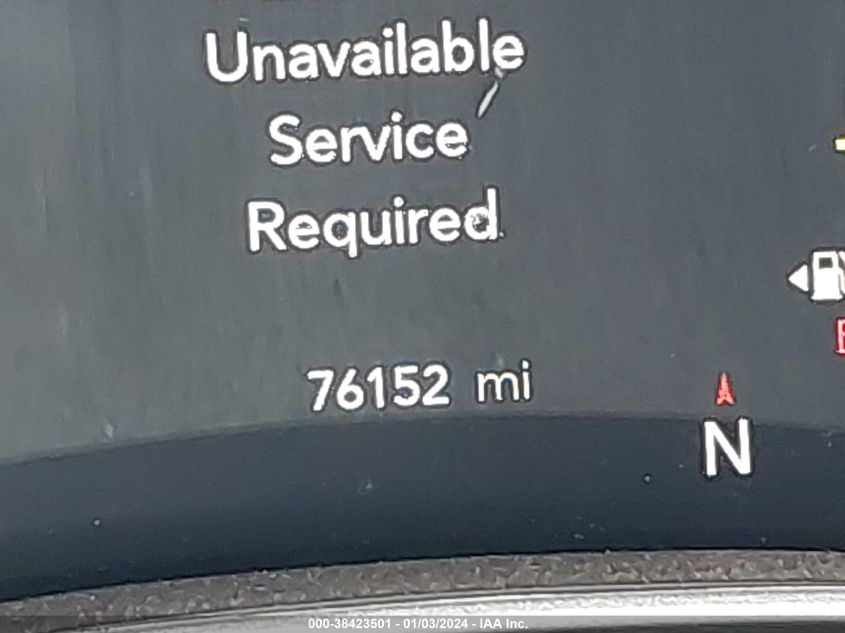 Unavailable
Service
Required
76152 mi
N
000-38423501 - 01/03/2024 - IAA Inc.